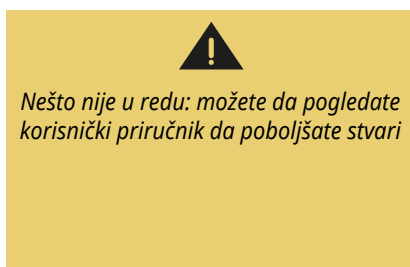 Nešto nije u redu: možete da pogledate
korisnički priručnik da poboljšate stvari